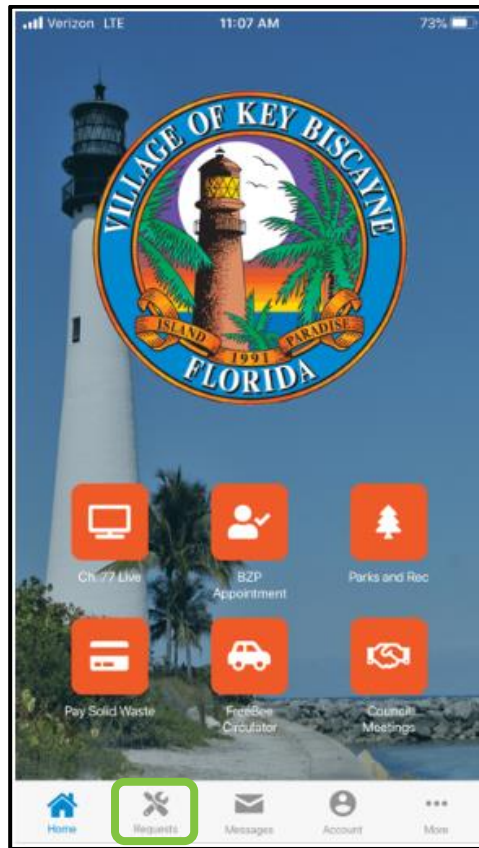 Verizon LTE 11:07 AM 73%
VILLAGE OF KEY BISCAYNE
ISLAND 1991 PARADISE
FLORIDA
Ch. 77 Live
BZP
Appointment
Parks and Rec
Pay Solid Waste
FreeBee
Circulator
Council
Meetings
Home Requests Messages Account More